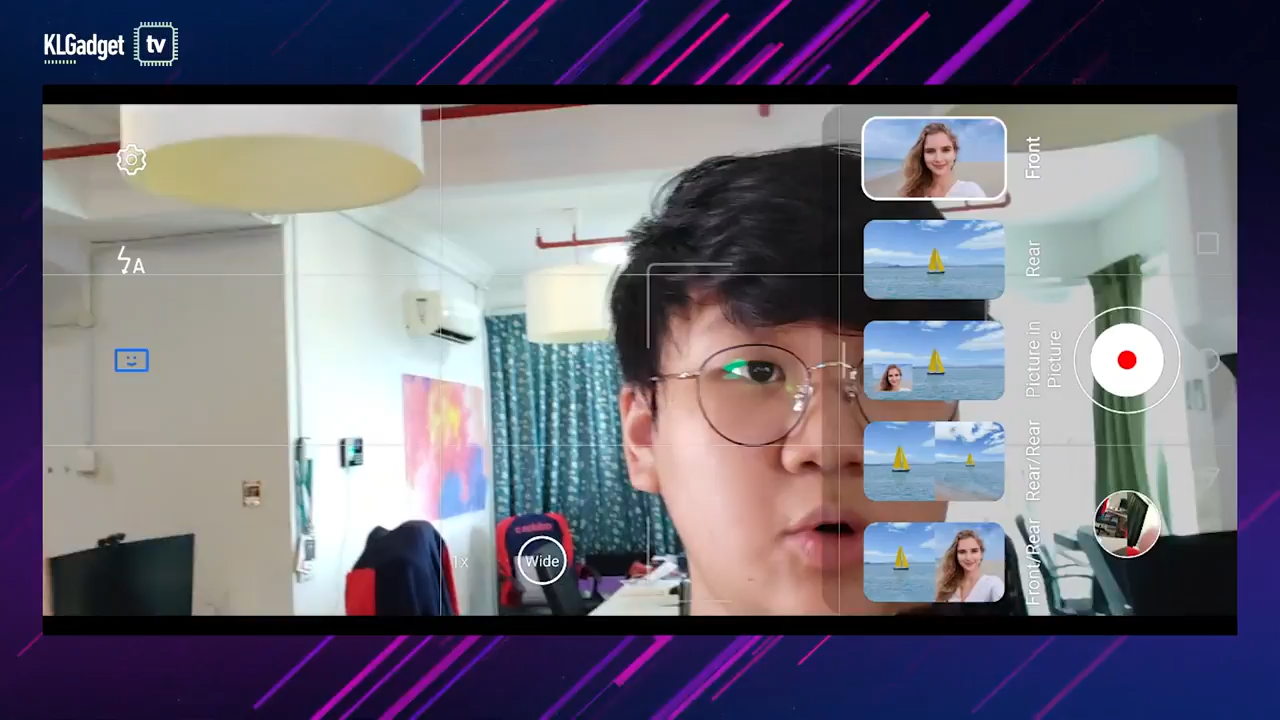 KLGadget tv
A
Front
Rear
Picture in
Picture
Rear/Rear
Front/Rear
1x
Wide